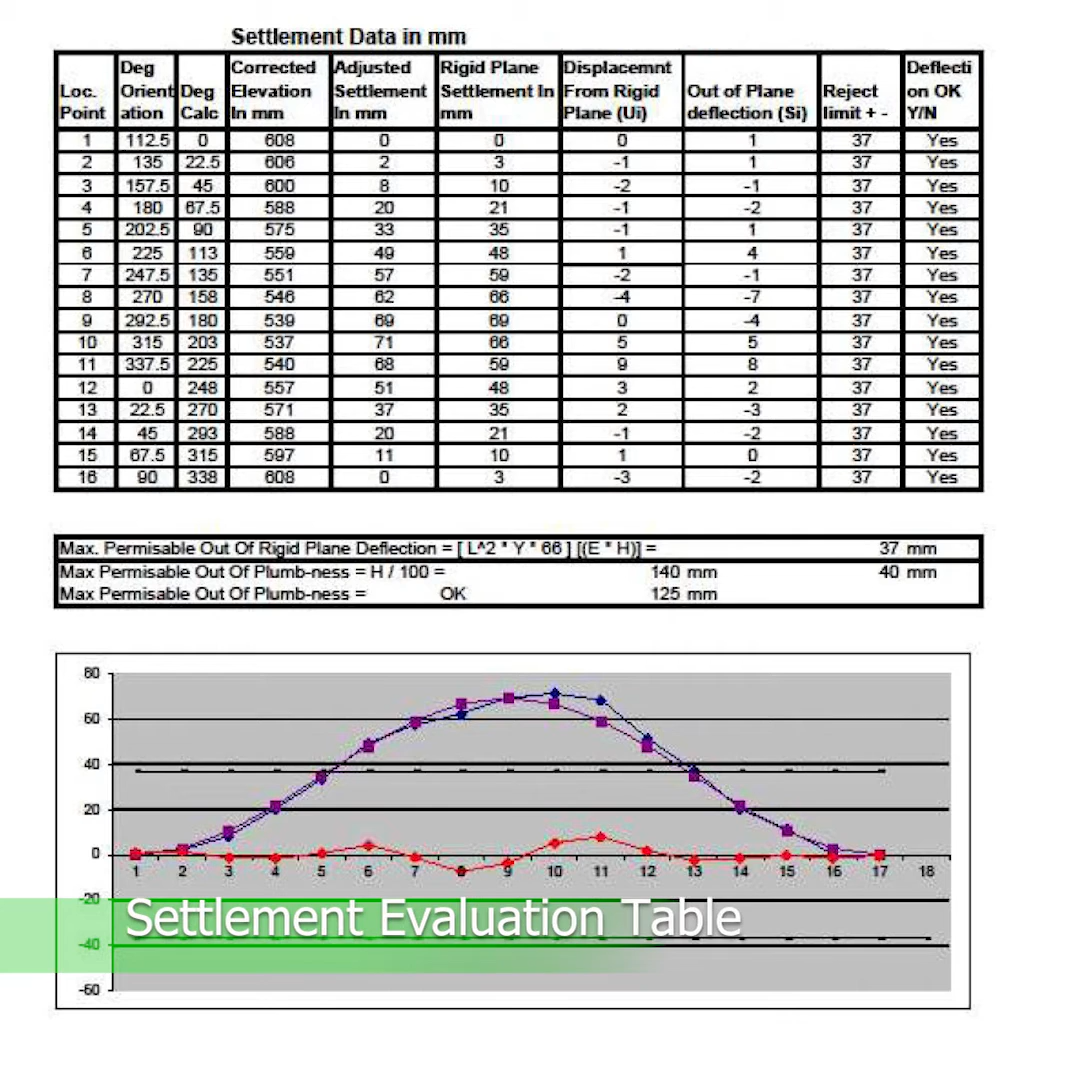 Settlement Data in mm
Loc. Point | Deg Orient ation | Deg Calc | Corrected Elevation In mm | Adjusted Settlement In mm | Rigid Plane Settlement In mm | Displacemnt From Rigid Plane (Ui) | Out of Plane deflection (Si) | Reject limit + - | Deflecti on OK Y/N
1 112.5 0 608 0 0 0 1 37 Yes
2 135 22.5 606 2 3 -1 1 37 Yes
3 157.5 45 600 8 10 -2 -1 37 Yes
4 180 67.5 588 20 21 -1 -2 37 Yes
5 202.5 90 575 33 35 -1 1 37 Yes
6 225 113 559 49 48 1 4 37 Yes
7 247.5 135 551 57 59 -2 -1 37 Yes
8 270 158 546 62 66 -4 -7 37 Yes
9 292.5 180 539 69 69 0 -4 37 Yes
10 315 203 537 71 66 5 5 37 Yes
11 337.5 225 540 68 59 9 8 37 Yes
12 0 248 557 51 48 3 2 37 Yes
13 22.5 270 571 37 35 2 -3 37 Yes
14 45 293 588 20 21 -1 -2 37 Yes
15 67.5 315 597 11 10 1 0 37 Yes
16 90 338 608 0 3 -3 -2 37 Yes
Max. Permisable Out Of Rigid Plane Deflection = [ L^2 * Y * 66 ] [(E * H)] = 37 mm
Max Permisable Out Of Plumb-ness = H / 100 = 140 mm 40 mm
Max Permisable Out Of Plumb-ness = OK 125 mm
80
60
40
20
0
1 2 3 4 5 6 7 8 9 10 11 12 13 14 15 16 17 18
-20
Settlement Evaluation Table
-40
-60